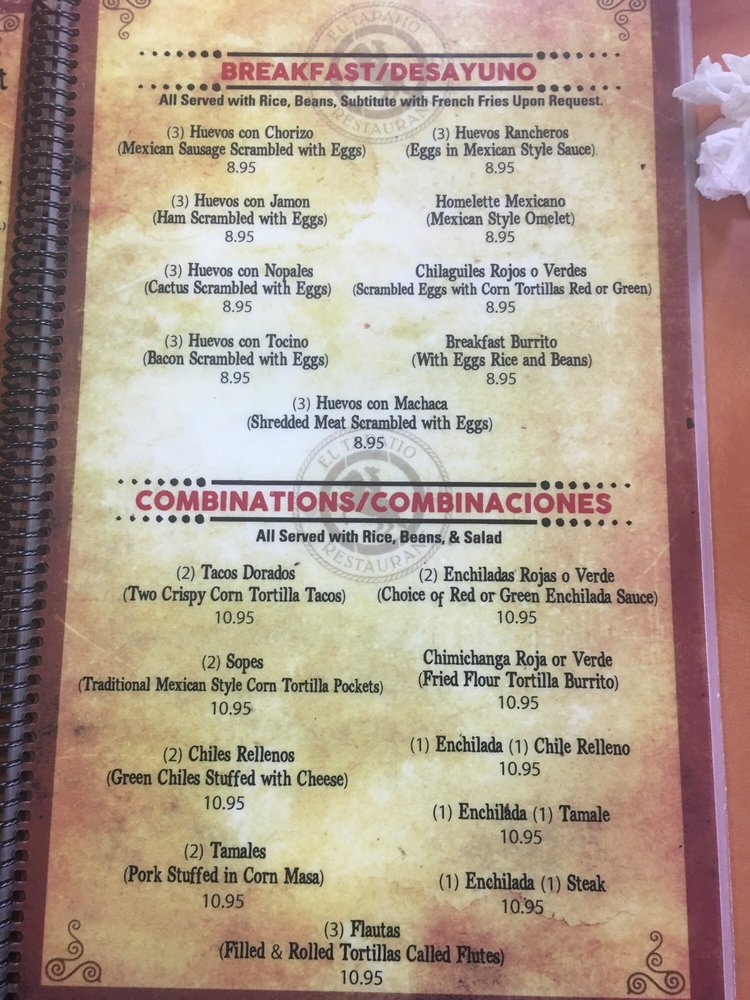 EL TAPATIO
RESTAURANT
BREAKFAST/DESAYUNO
All Served with Rice, Beans, Subtitute with French Fries Upon Request.
(3) Huevos con Chorizo
(Mexican Sausage Scrambled with Eggs)
8.95
(3) Huevos Rancheros
(Eggs in Mexican Style Sauce)
8.95
(3) Huevos con Jamon
(Ham Scrambled with Eggs)
8.95
Homelette Mexicano
(Mexican Style Omelet)
8.95
(3) Huevos con Nopales
(Cactus Scrambled with Eggs)
8.95
Chilaguiles Rojos o Verdes
(Scrambled Eggs with Corn Tortillas Red or Green)
8.95
(3) Huevos con Tocino
(Bacon Scrambled with Eggs)
8.95
Breakfast Burrito
(With Eggs Rice and Beans)
8.95
(3) Huevos con Machaca
(Shredded Meat Scrambled with Eggs)
8.95
EL TAPATIO
RESTAURANT
COMBINATIONS/COMBINACIONES
All Served with Rice, Beans, & Salad
(2) Tacos Dorados
(Two Crispy Corn Tortilla Tacos)
10.95
(2) Enchiladas Rojas o Verde
(Choice of Red or Green Enchilada Sauce)
10.95
(2) Sopes
(Traditional Mexican Style Corn Tortilla Pockets)
10.95
Chimichanga Roja or Verde
(Fried Flour Tortilla Burrito)
10.95
(2) Chiles Rellenos
(Green Chiles Stuffed with Cheese)
10.95
(1) Enchilada (1) Chile Relleno
10.95
(1) Enchilada (1) Tamale
10.95
(2) Tamales
(Pork Stuffed in Corn Masa)
10.95
(1) Enchilada (1) Steak
10.95
(3) Flautas
(Filled & Rolled Tortillas Called Flutes)
10.95